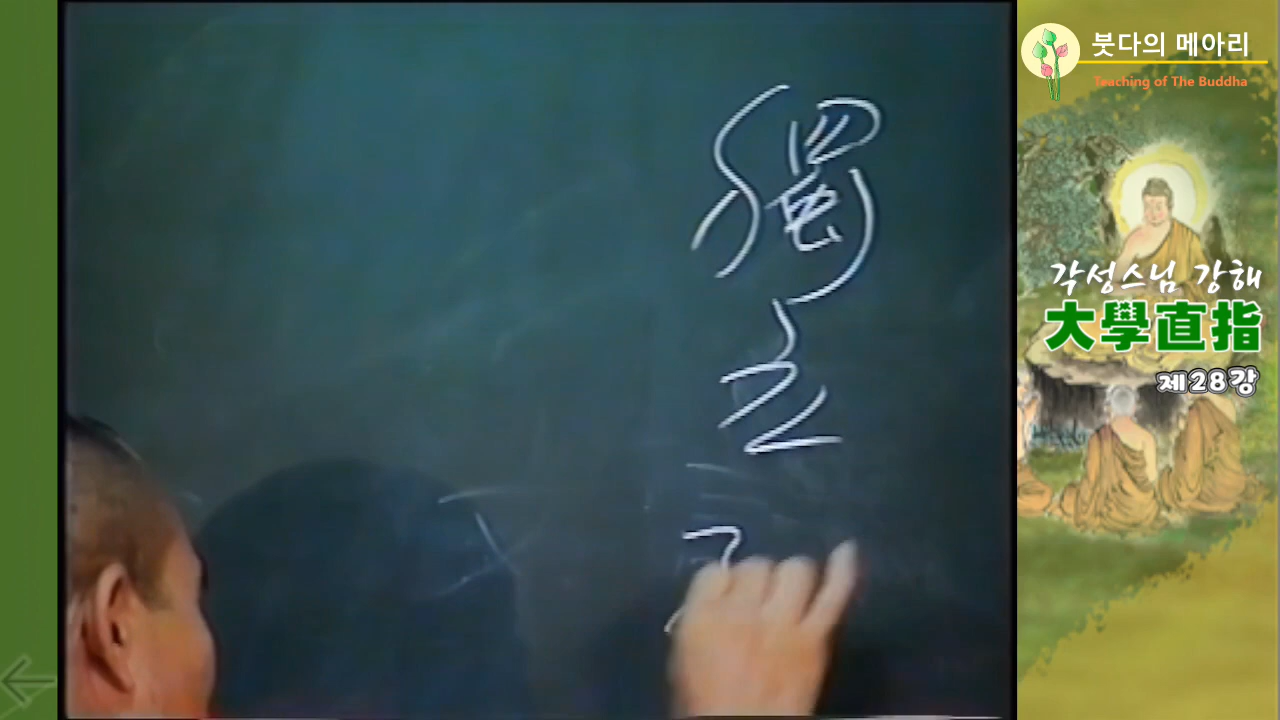 獨
立
붓다의 메아리
Teaching of The Buddha
각성스님 강해
大學直指
제28강